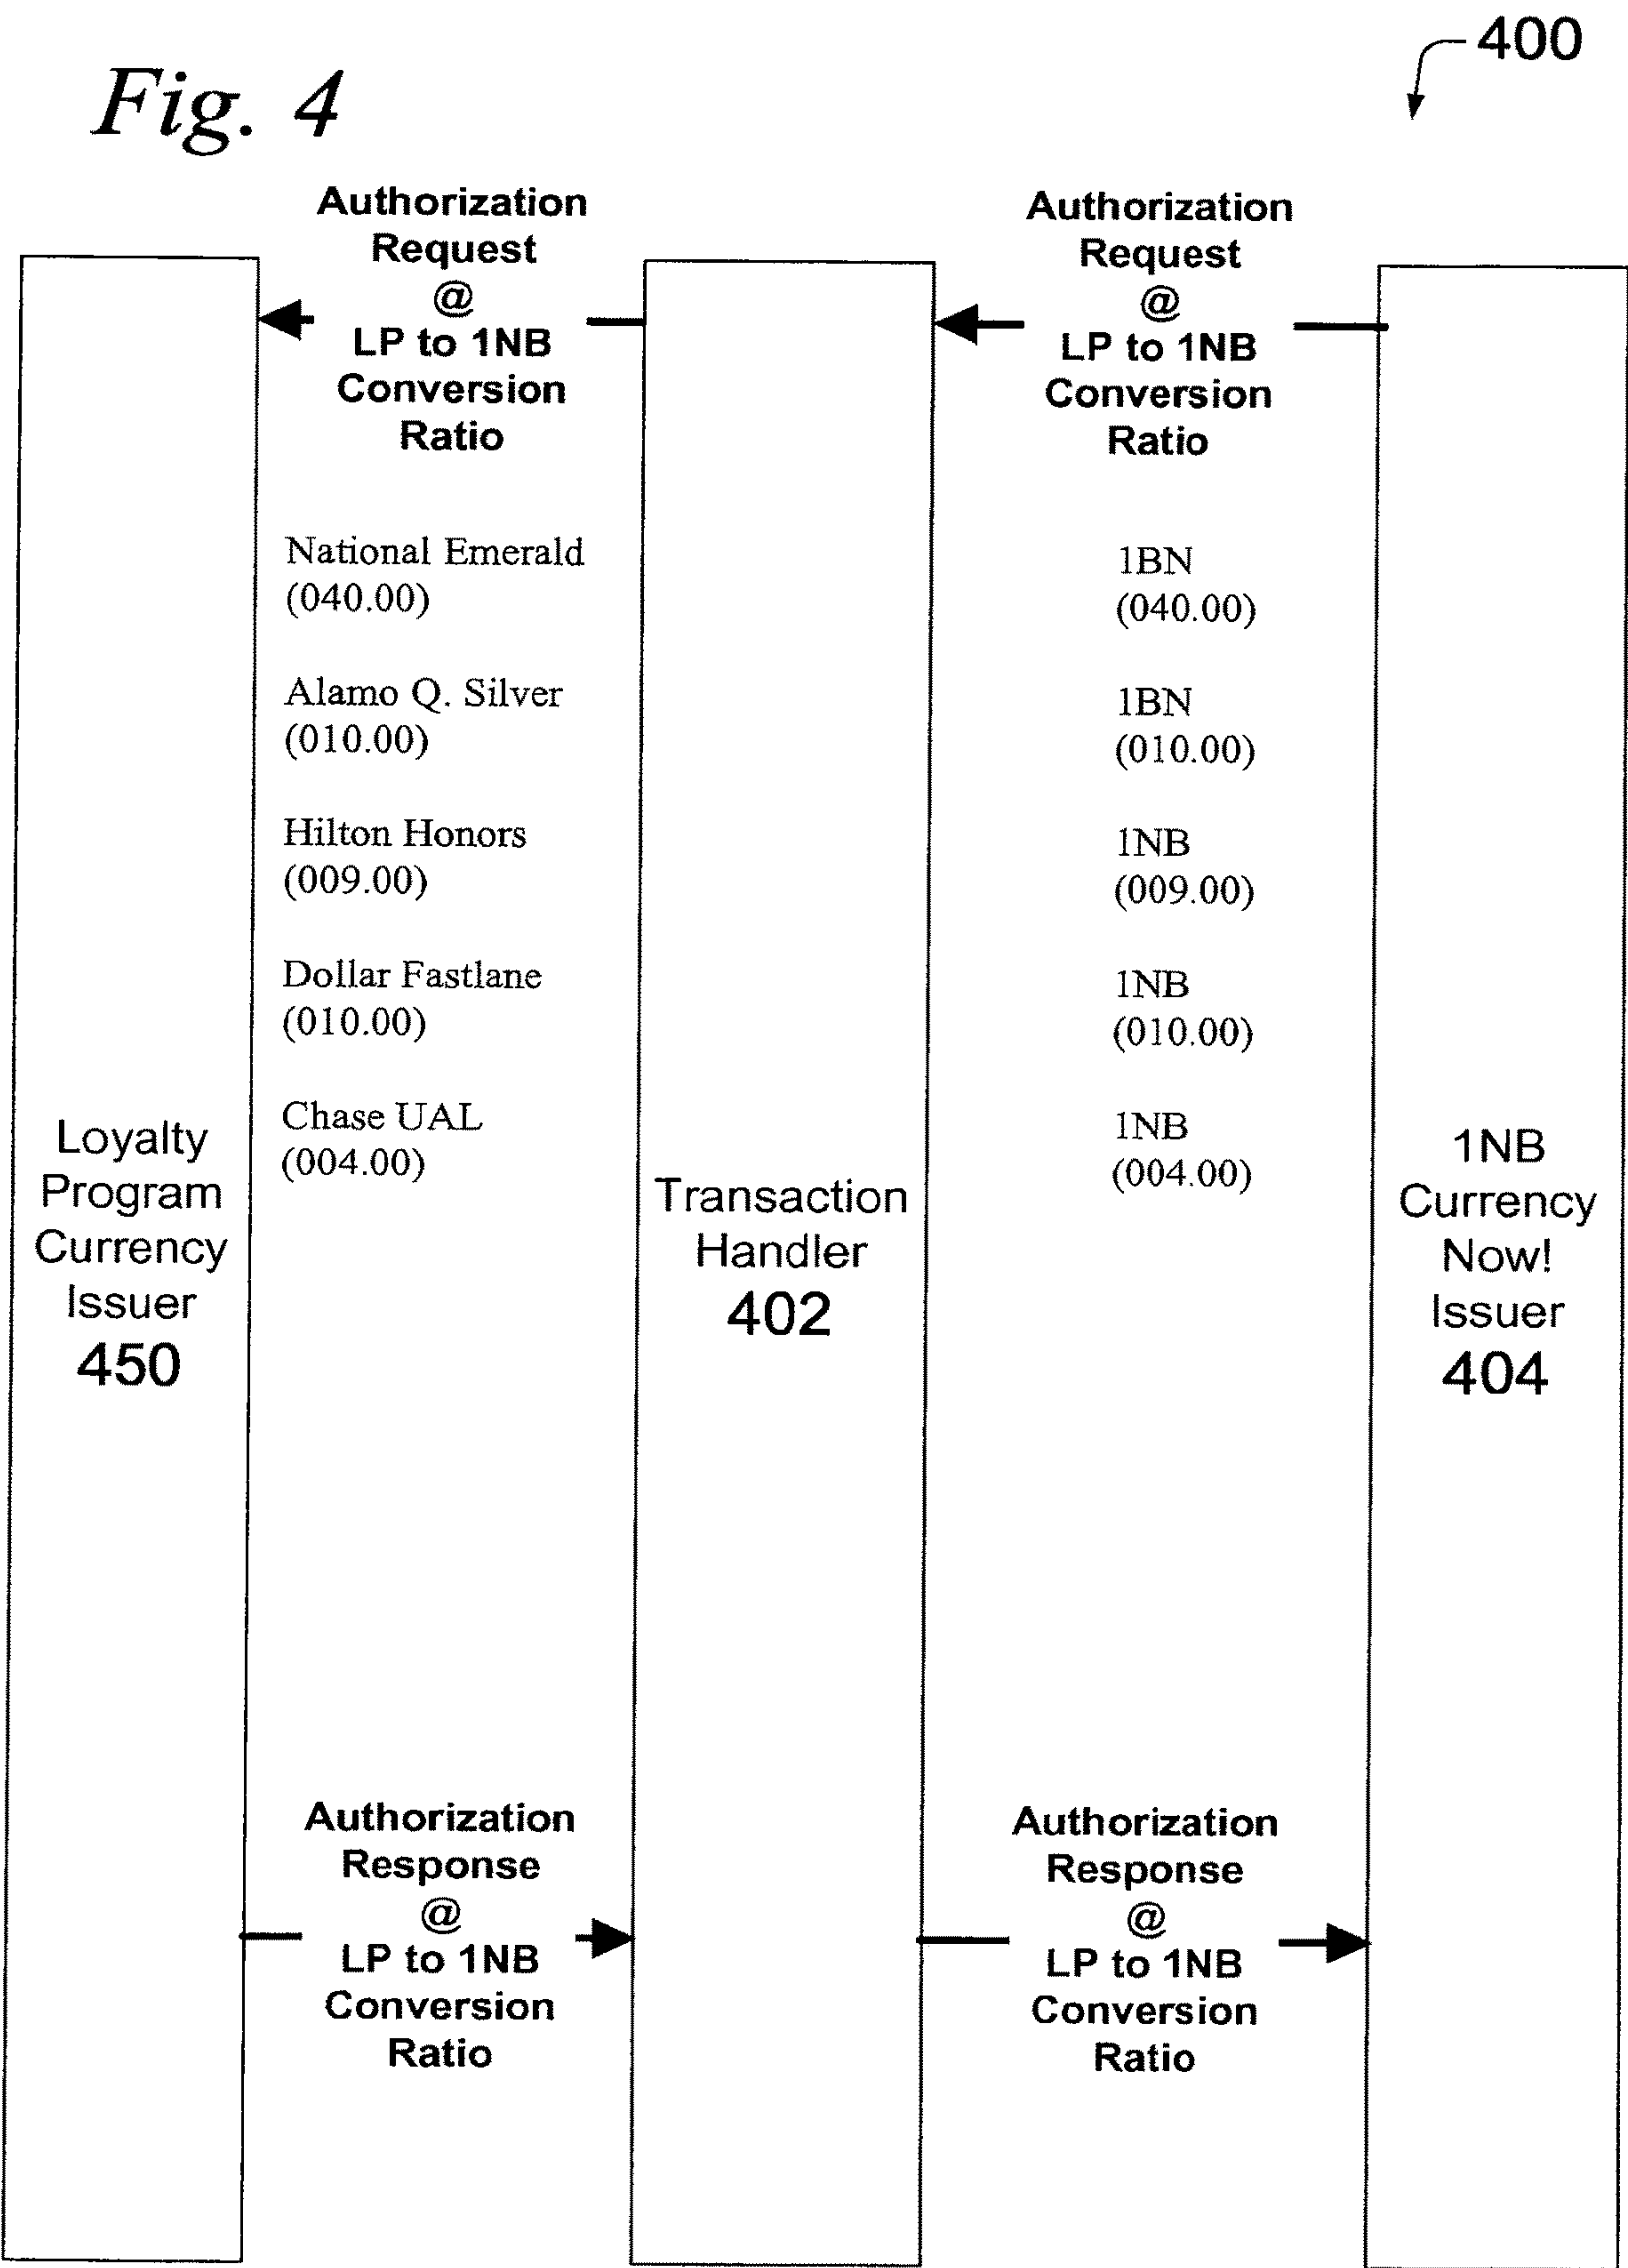 Fig. 4
400
Authorization
Request
@
LP to 1NB
Conversion
Ratio
Authorization
Request
@
LP to 1NB
Conversion
Ratio
National Emerald
(040.00)
1BN
(040.00)
Alamo Q. Silver
(010.00)
1BN
(010.00)
Hilton Honors
(009.00)
1NB
(009.00)
Dollar Fastlane
(010.00)
1NB
(010.00)
Chase UAL
(004.00)
1NB
(004.00)
Loyalty
Program
Currency
Issuer
450
Transaction
Handler
402
1NB
Currency
Now!
Issuer
404
Authorization
Response
@
LP to 1NB
Conversion
Ratio
Authorization
Response
@
LP to 1NB
Conversion
Ratio